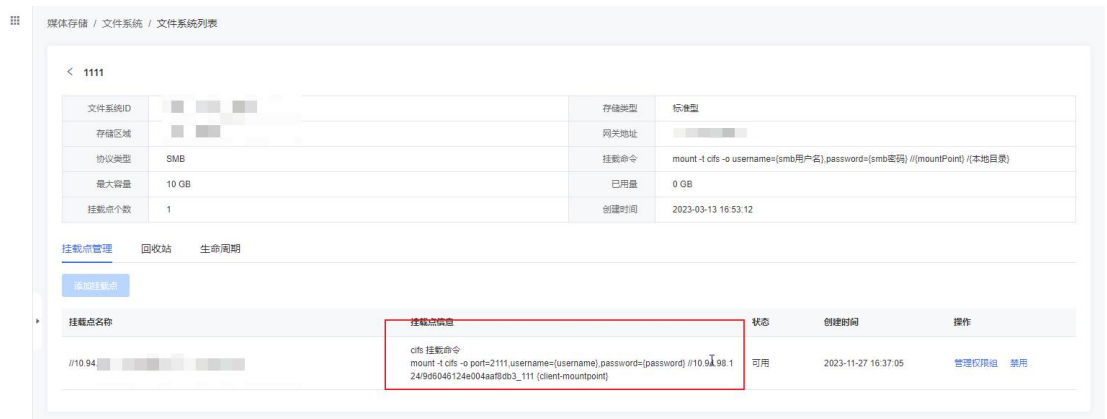 媒体存储 / 文件系统 / 文件系统列表
< 1111
文件系统ID 存储类型 标准型
存储区域 网关地址
协议类型 SMB 挂载命令 mount -t cifs -o username={smb用户名},password={smb密码} //{mountPoint} /{本地目录}
最大容量 10 GB 已用量 0 GB
挂载点个数 1 创建时间 2023-03-13 16:53:12
挂载点管理 回收站 生命周期
添加挂载点
挂载点名称 挂载点信息 状态 创建时间 操作
cifs 挂载命令
//10.94. mount -t cifs -o port=2111,username={username},password={password} //10.94.98.1 可用 2023-11-27 16:37:05 管理权限组 禁用
24/9d6046124e004aaf8db3_111 {client-mountpoint}